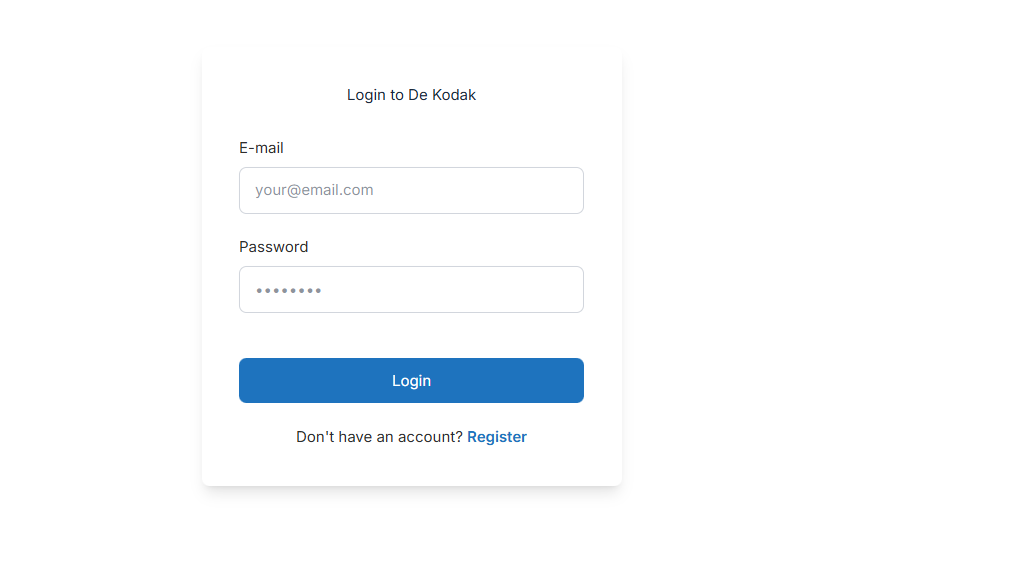 Login to De Kodak
E-mail
your@email.com
Password
••••••••
Login
Don't have an account? Register